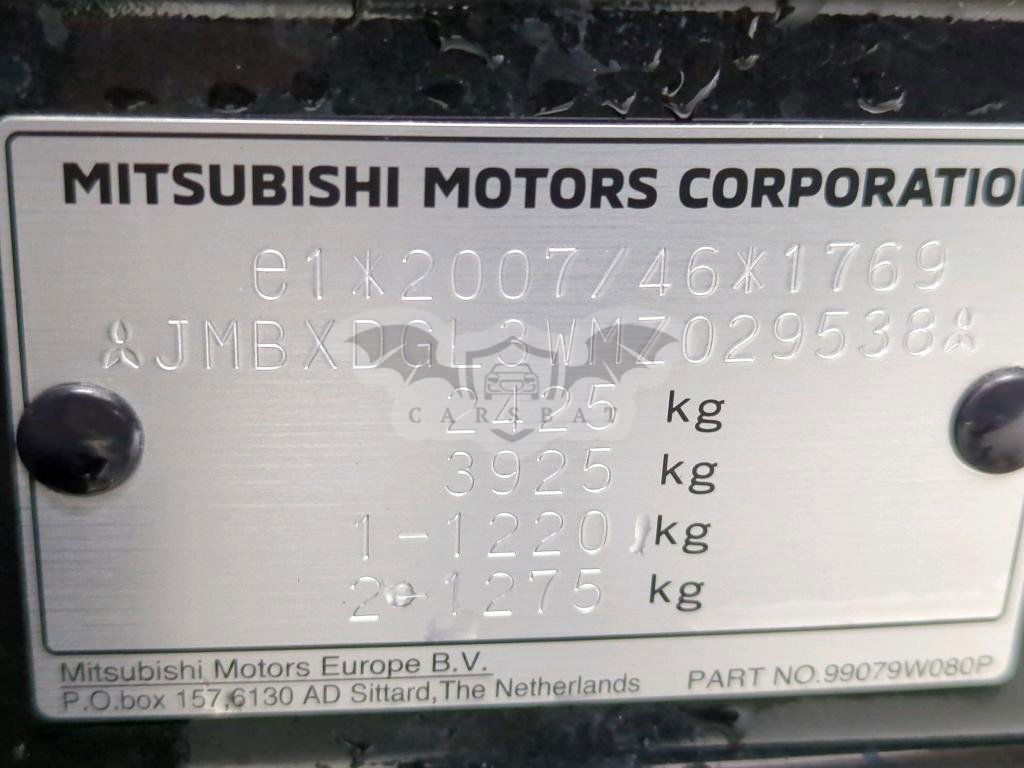 MITSUBISHI MOTORS CORPORATIO
e1*2007/46*1769
JMBXDGL3WMZ029538
CARSBAT
2425 kg
3925 kg
1-1220 kg
2-1275 kg
Mitsubishi Motors Europe B.V.
P.O.box 157,6130 AD Sittard,The Netherlands
PART NO.99079W080P